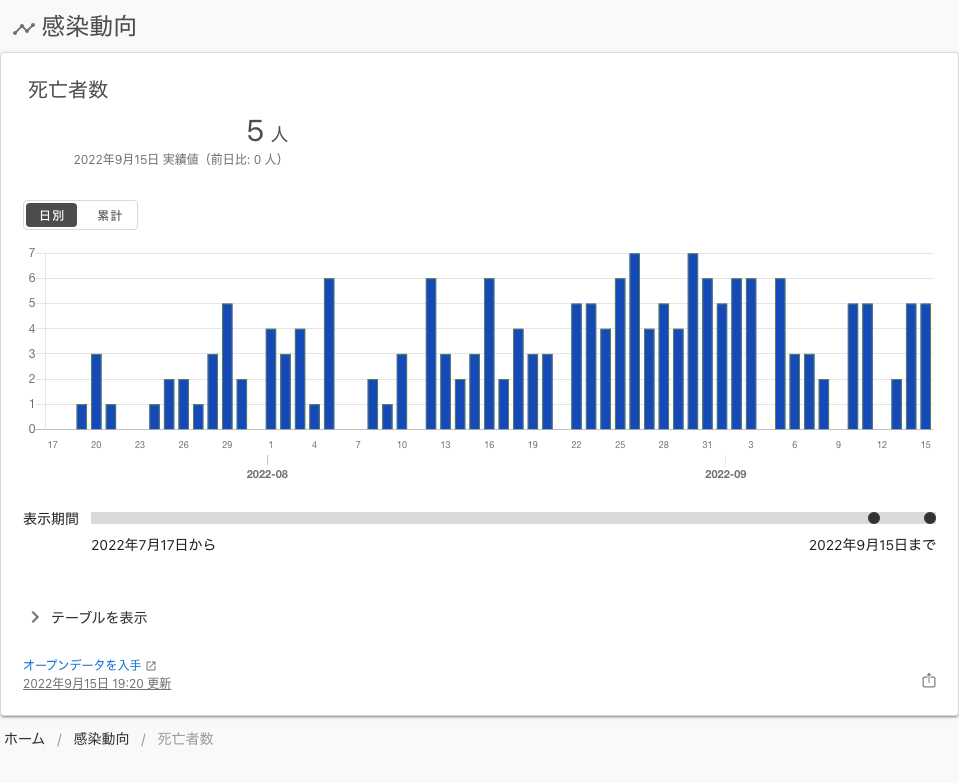 感染動向
死亡者数
5 人
2022年9月15日 実績値（前日比: 0 人）
日別 累計
7
6
5
4
3
2
1
0
17 20 23 26 29 1 4 7 10 13 16 19 22 25 28 31 3 6 9 12 15
2022-08 2022-09
表示期間
2022年7月17日から 2022年9月15日まで
テーブルを表示
オープンデータを入手
2022年9月15日 19:20 更新
ホーム / 感染動向 / 死亡者数